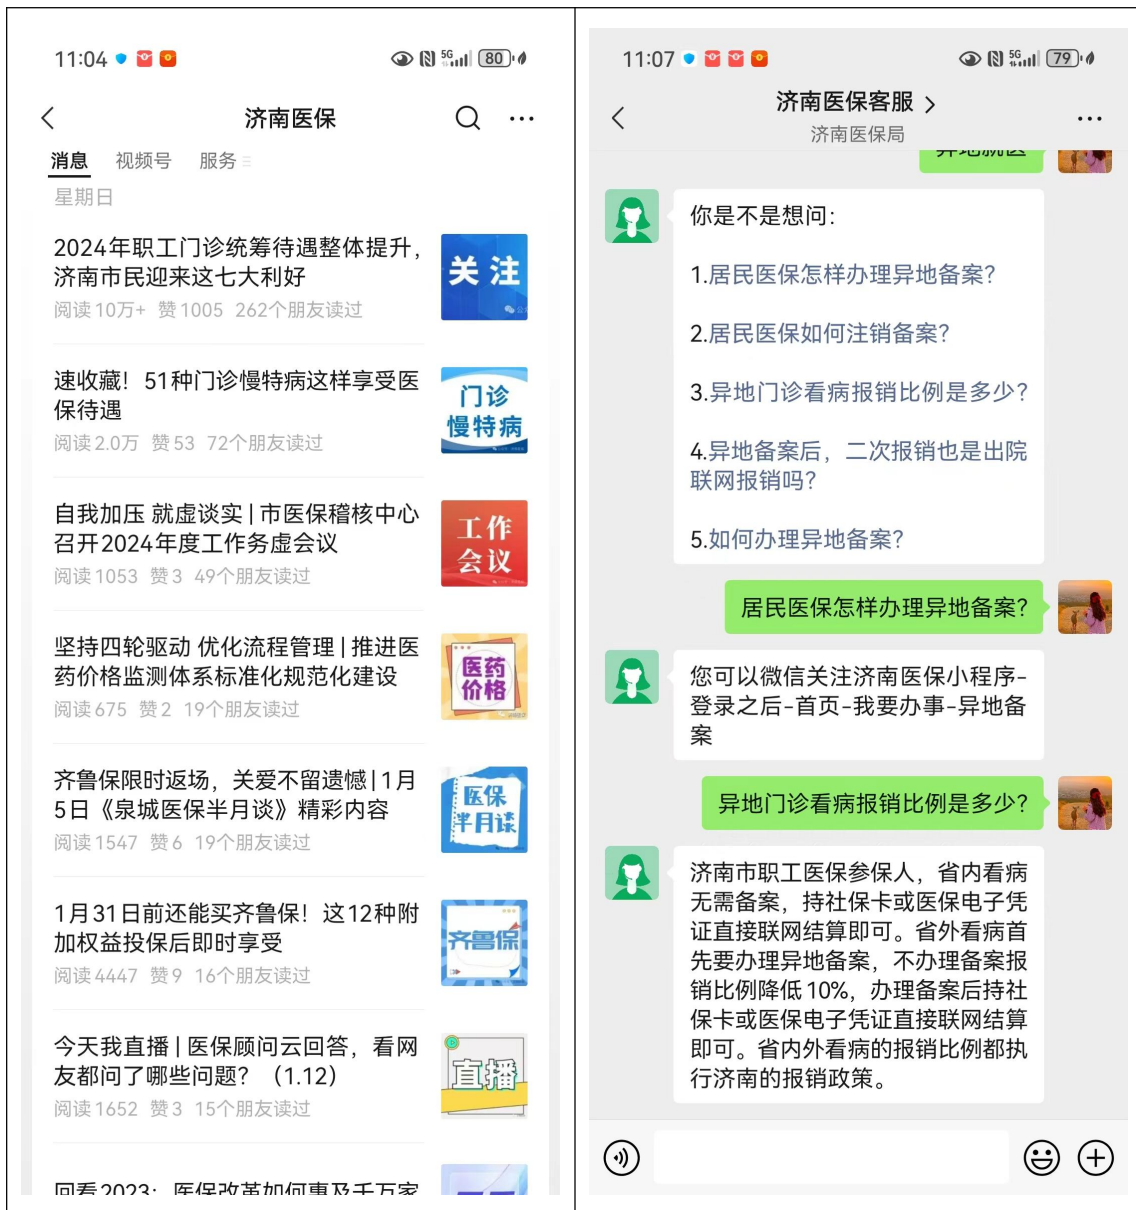 11:04
5G
80
济南医保
消息 视频号 服务
星期日
2024年职工门诊统筹待遇整体提升，
济南市民迎来这七大利好
阅读10万+ 赞1005 262个朋友读过
关注
速收藏！51种门诊慢特病这样享受医
保待遇
阅读2.0万 赞53 72个朋友读过
门诊
慢特病
自我加压 就虚谈实|市医保稽核中心
召开2024年度工作务虚会议
阅读1053 赞3 49个朋友读过
工作
会议
坚持四轮驱动 优化流程管理|推进医
药价格监测体系标准化规范化建设
阅读675 赞2 19个朋友读过
医药
价格
齐鲁保限时返场，关爱不留遗憾|1月
5日《泉城医保半月谈》精彩内容
阅读1547 赞6 19个朋友读过
医保
半月谈
1月31日前还能买齐鲁保！这12种附
加权益投保后即时享受
阅读4447 赞9 16个朋友读过
齐鲁保
今天我直播|医保顾问云回答，看网
友都问了哪些问题？（1.12）
阅读1652 赞3 15个朋友读过
直播
回看2023：医保改革如何惠及千万家
11:07
5G
79
济南医保客服
济南医保局
异地就医
你是不是想问：
1.居民医保怎样办理异地备案？
2.居民医保如何注销备案？
3.异地门诊看病报销比例是多少？
4.异地备案后，二次报销也是出院
联网报销吗？
5.如何办理异地备案？
居民医保怎样办理异地备案？
您可以微信关注济南医保小程序-
登录之后-首页-我要办事-异地备
案
异地门诊看病报销比例是多少？
济南市职工医保参保人，省内看病
无需备案，持社保卡或医保电子凭
证直接联网结算即可。省外看病首
先要办理异地备案，不办理备案报
销比例降低10%，办理备案后持社
保卡或医保电子凭证直接联网结算
即可。省内外看病的报销比例都执
行济南的报销政策。